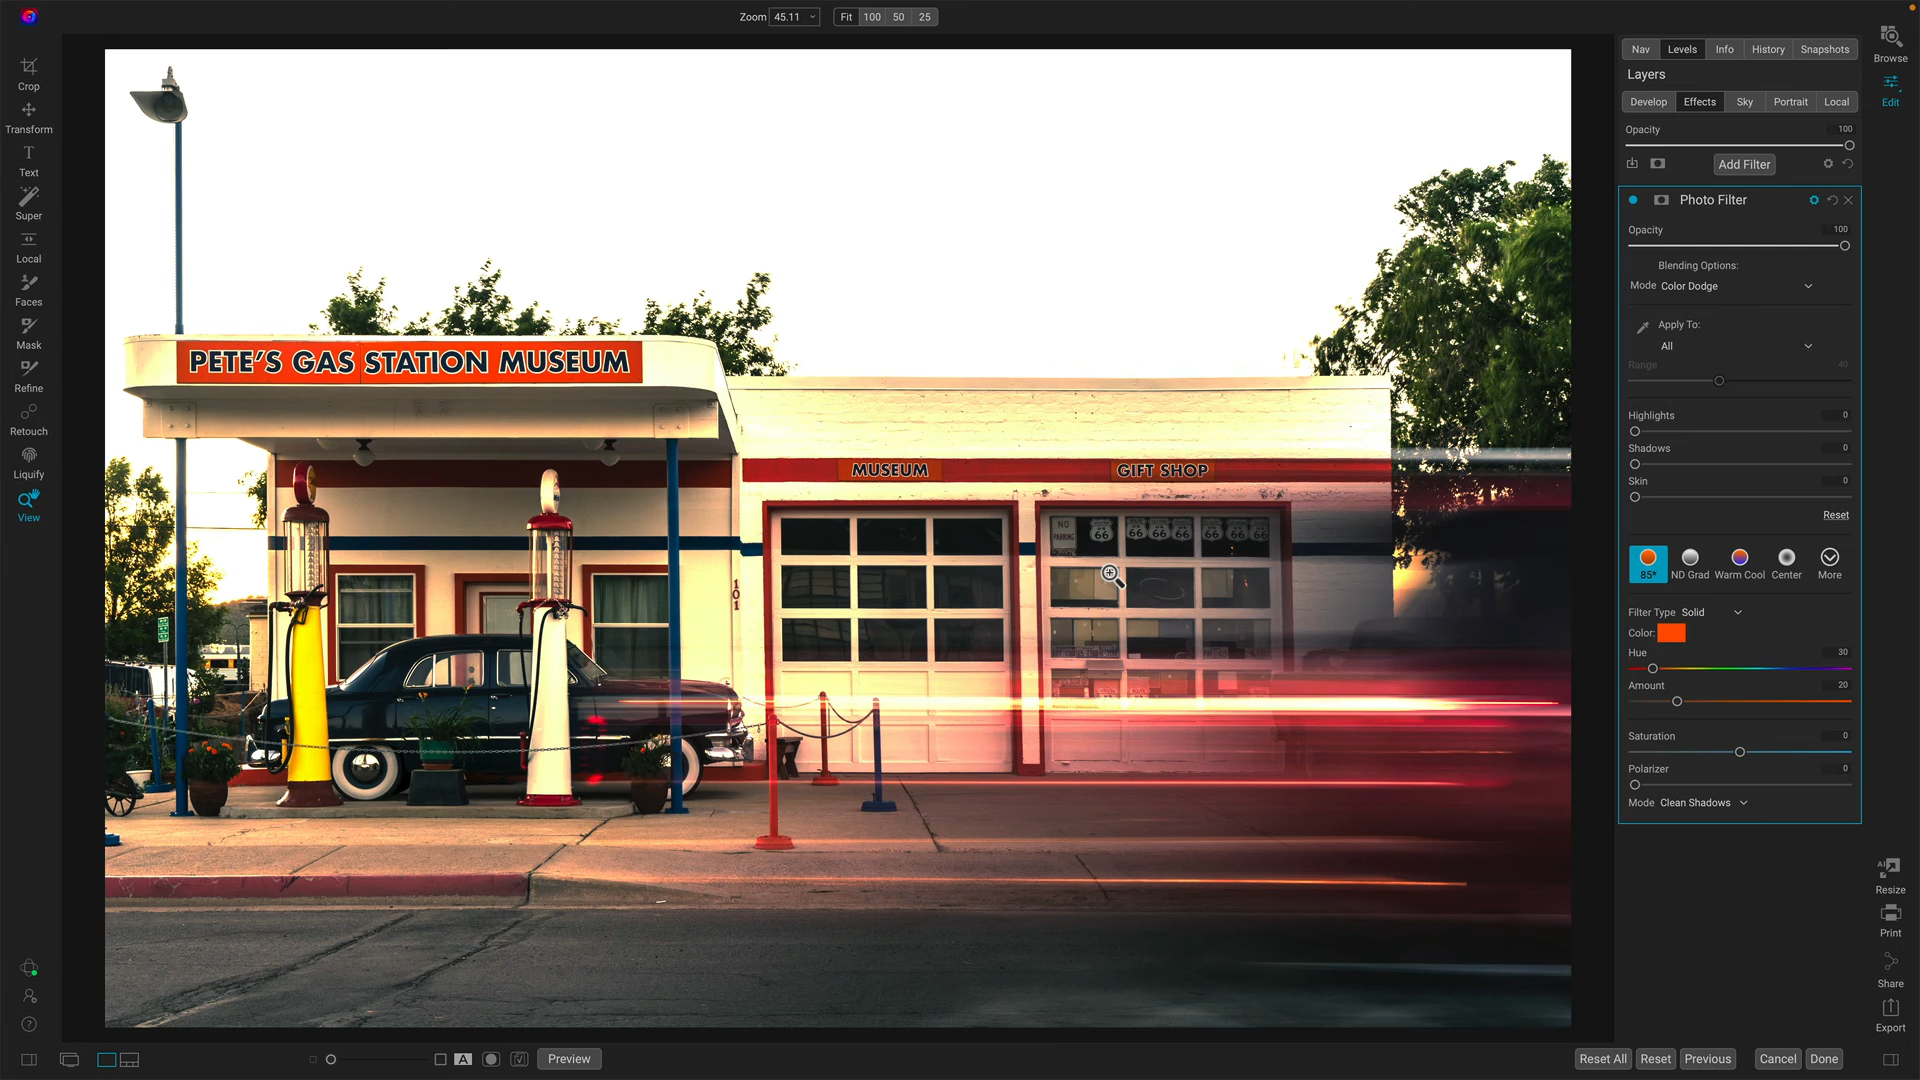 Zoom 45.11 Fit 100 50 25
Crop
Transform
Text
Super
Local
Faces
Mask
Refine
Retouch
Liquify
View
PETE'S GAS STATION MUSEUM
MUSEUM
GIFT SHOP
NO
PARKING
66
66 66 66
66 66 66
101
Nav Levels Info History Snapshots
Layers
Develop Effects Sky Portrait Local
Opacity 100
Add Filter
Photo Filter
Opacity 100
Blending Options:
Mode Color Dodge
Apply To:
All
Range 40
Highlights 0
Shadows 0
Skin 0
Reset
85* ND Grad Warm Cool Center More
Filter Type Solid
Color:
Hue 30
Amount 20
Saturation 0
Polarizer 0
Mode Clean Shadows
Browse
Edit
AI
Resize
Print
Share
Export
A Preview
Reset All Reset Previous Cancel Done